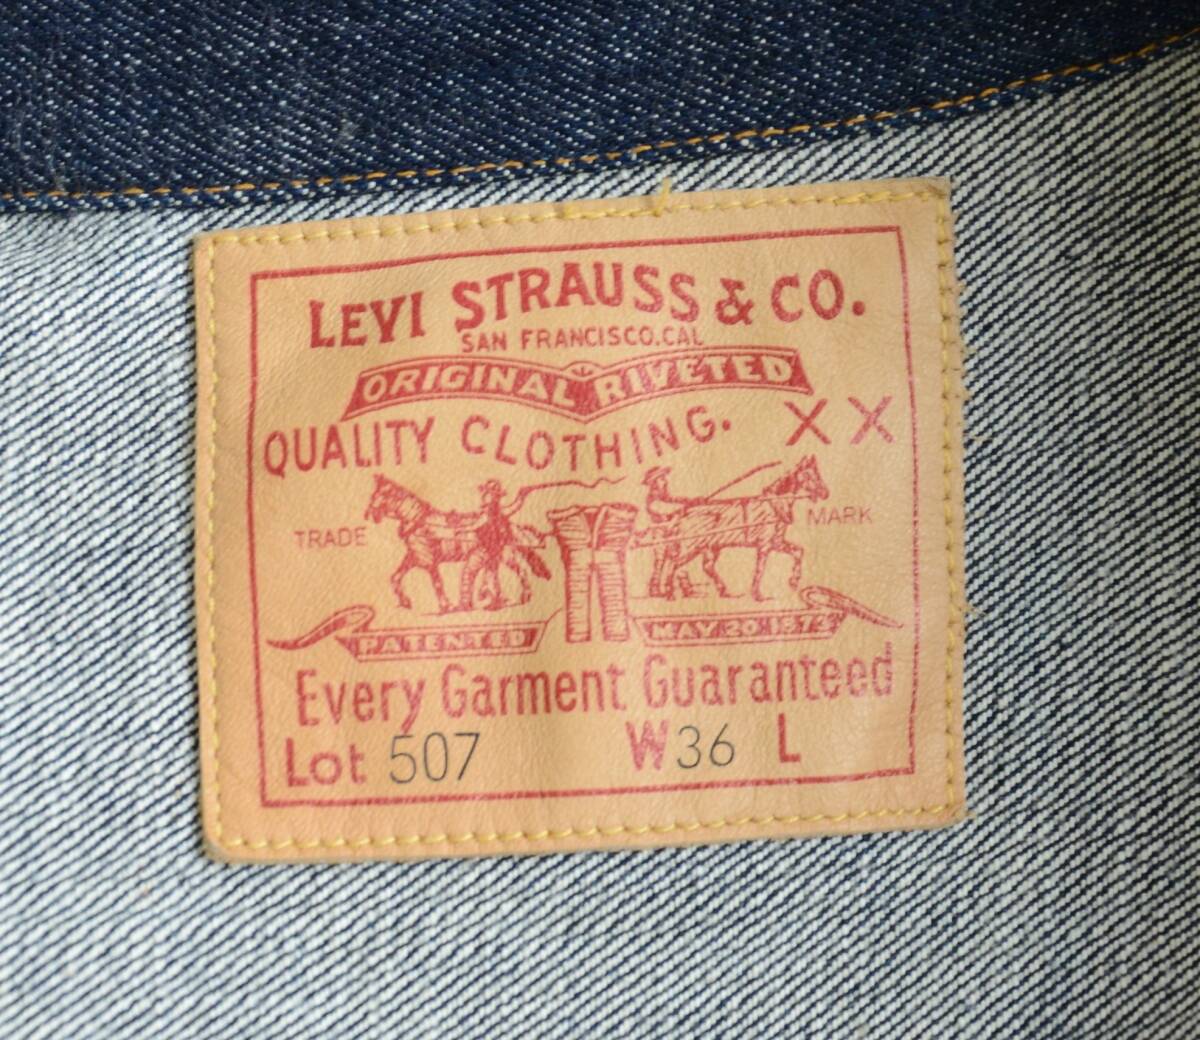 LEVI STRAUSS & CO.
SAN FRANCISCO.CAL
ORIGINAL RIVETED
QUALITY CLOTHING. XX
TRADE MARK
PATENTED MAY 20 1873
Every Garment Guaranteed
Lot 507 W36 L